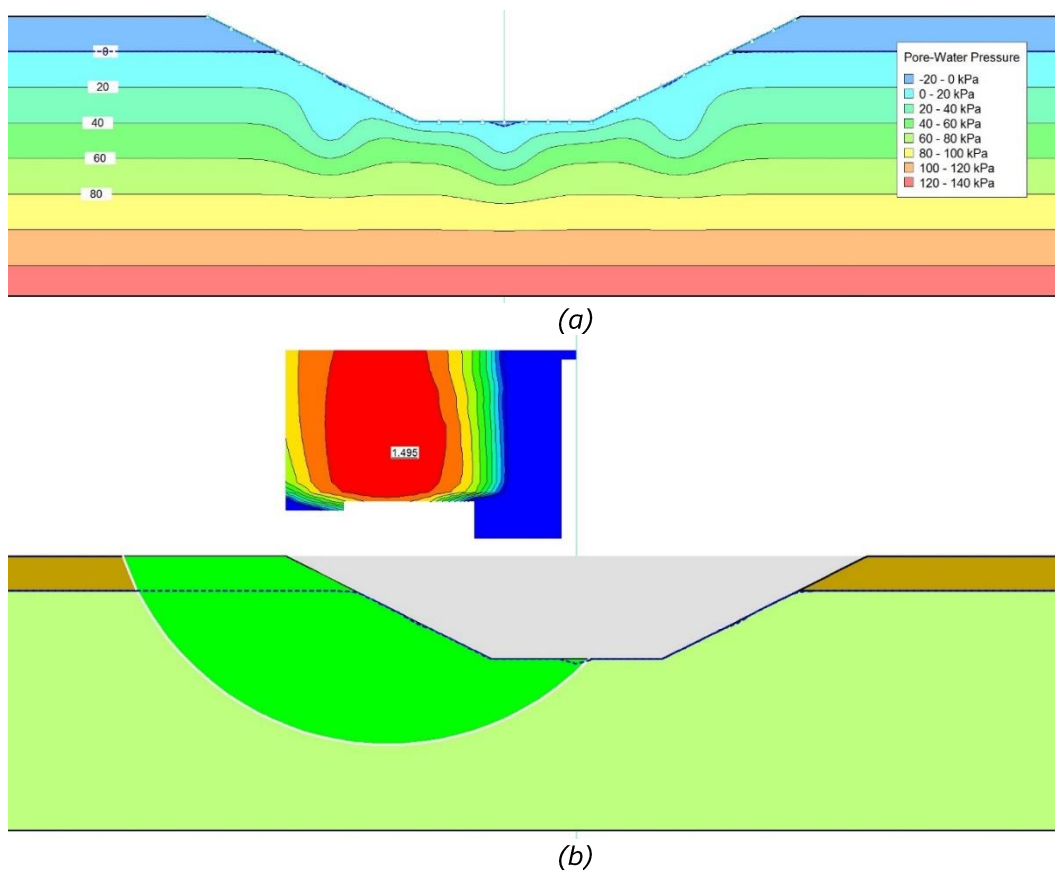 -8-
20
40
60
80
Pore-Water Pressure
-20 - 0 kPa
0 - 20 kPa
20 - 40 kPa
40 - 60 kPa
60 - 80 kPa
80 - 100 kPa
100 - 120 kPa
120 - 140 kPa
(a)
1.495
(b)